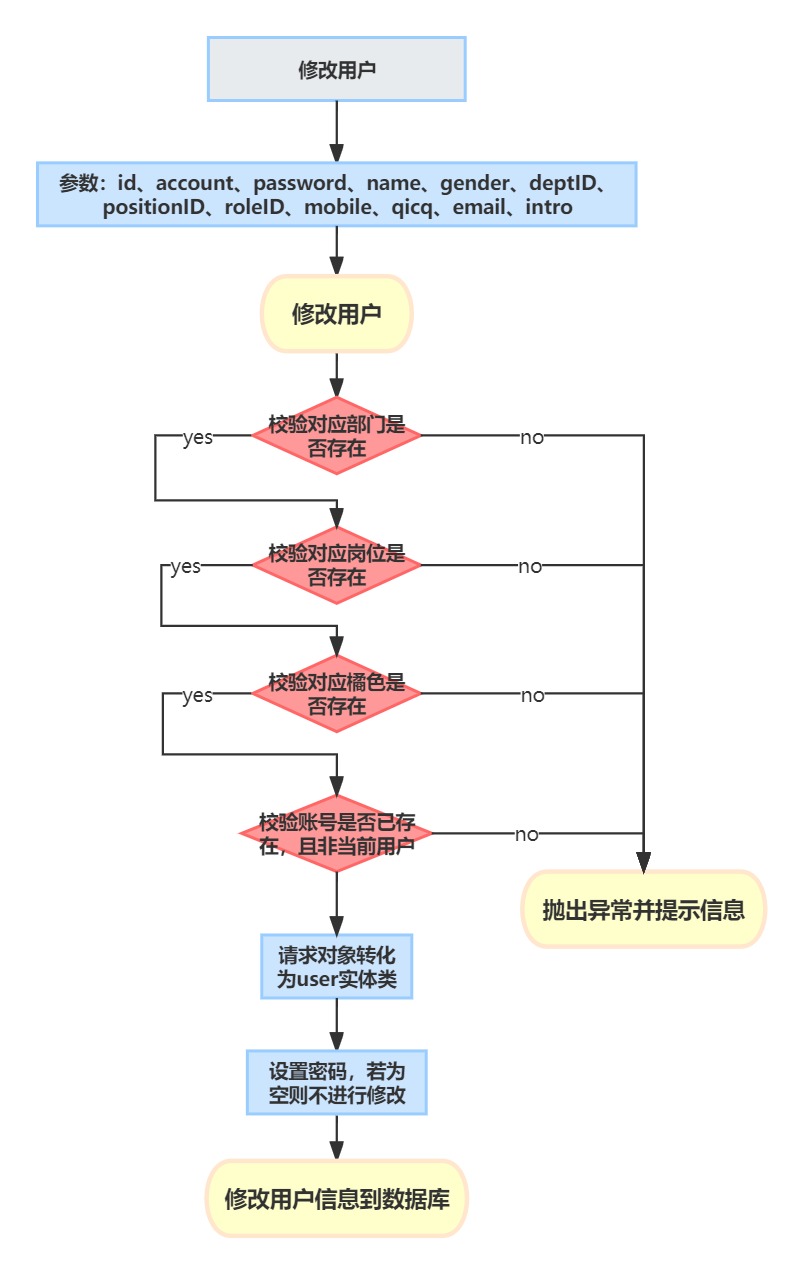 修改用户
参数：id、account、password、name、gender、deptID、
positionID、roleID、mobile、qicq、email、intro
修改用户
校验对应部门是
否存在
yes
no
校验对应岗位是
否存在
yes
no
校验对应橘色是
否存在
yes
no
校验账号是否已存
在，且非当前用户
no
抛出异常并提示信息
请求对象转化
为user实体类
设置密码，若为
空则不进行修改
修改用户信息到数据库